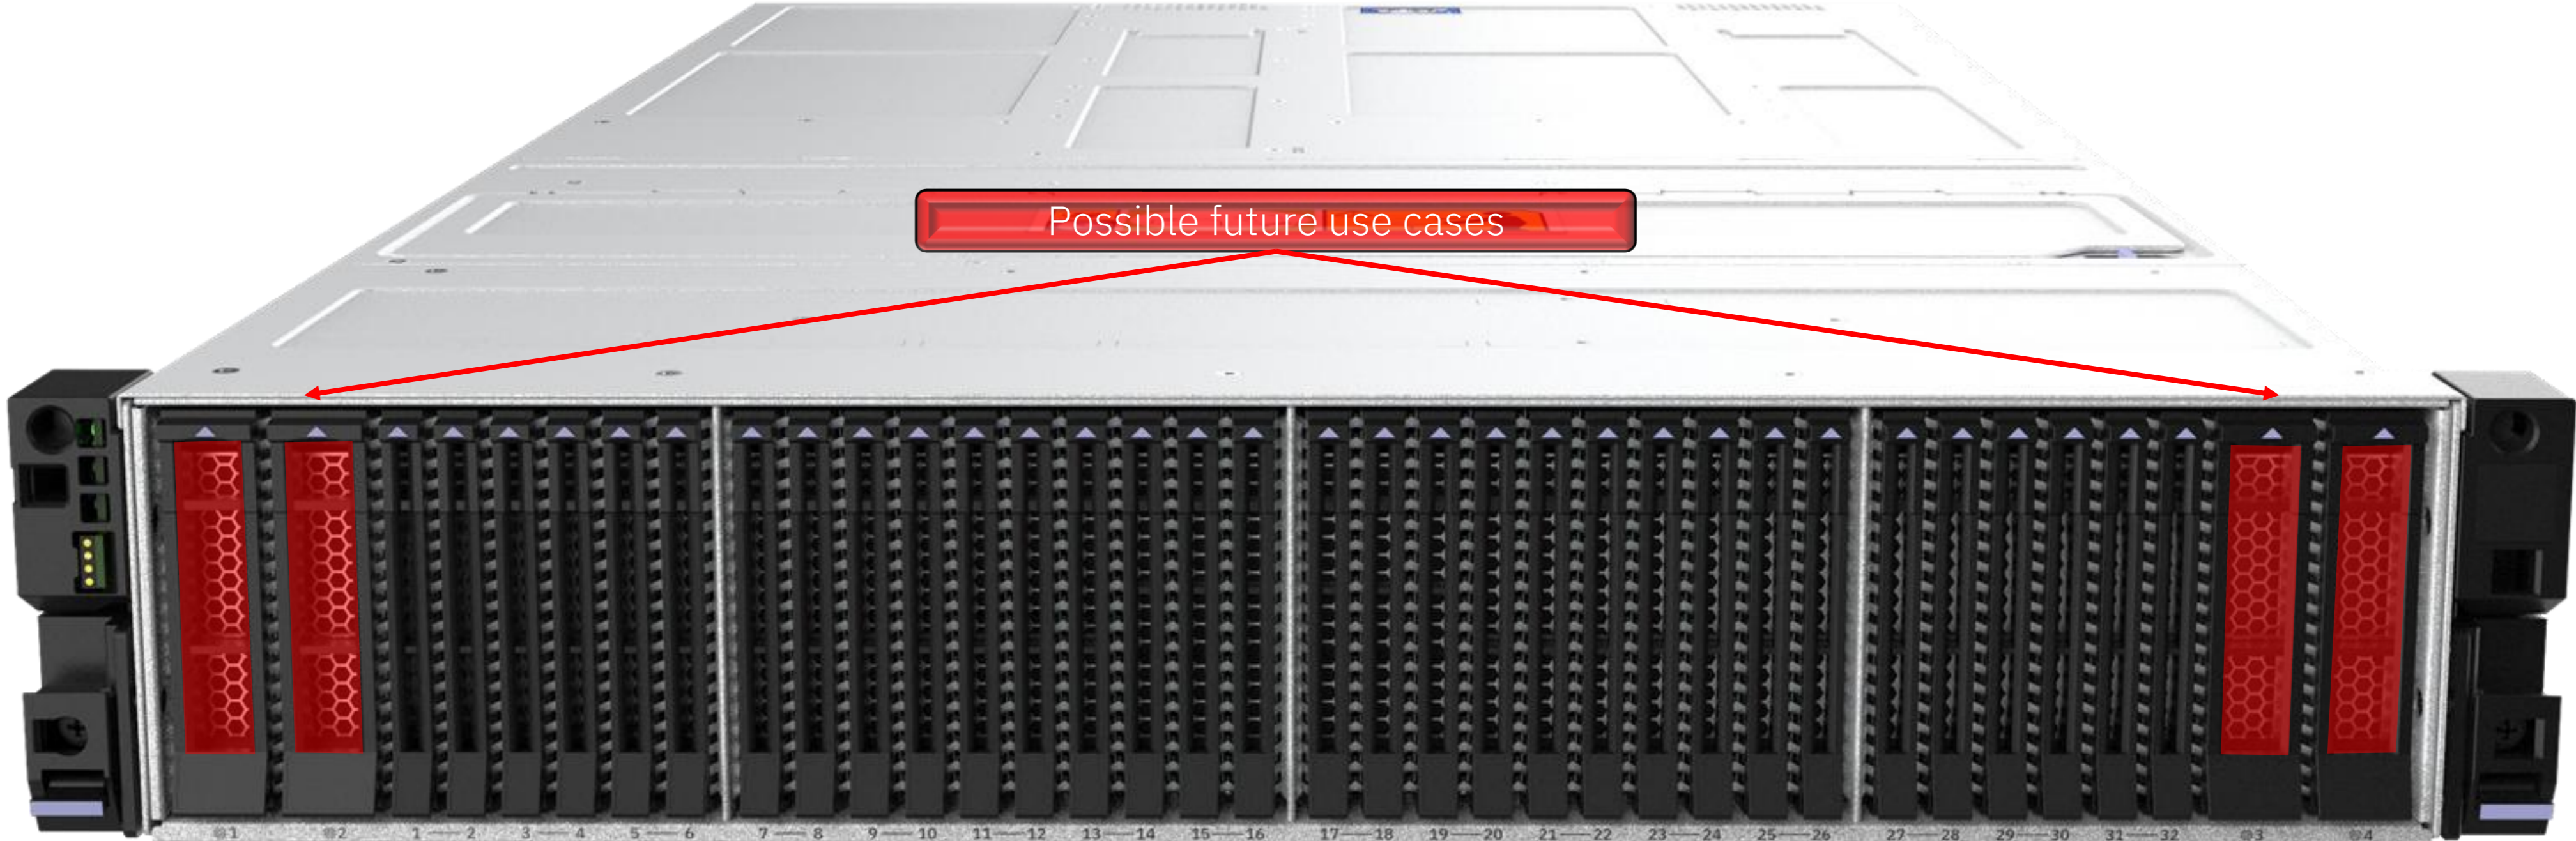 Possible future use cases
1 2 1—2 3—4 5—6 7—8 9—10 11—12 13—14 15—16 17—18 19—20 21—22 23—24 25—26 27—28 29—30 31—32 3 4